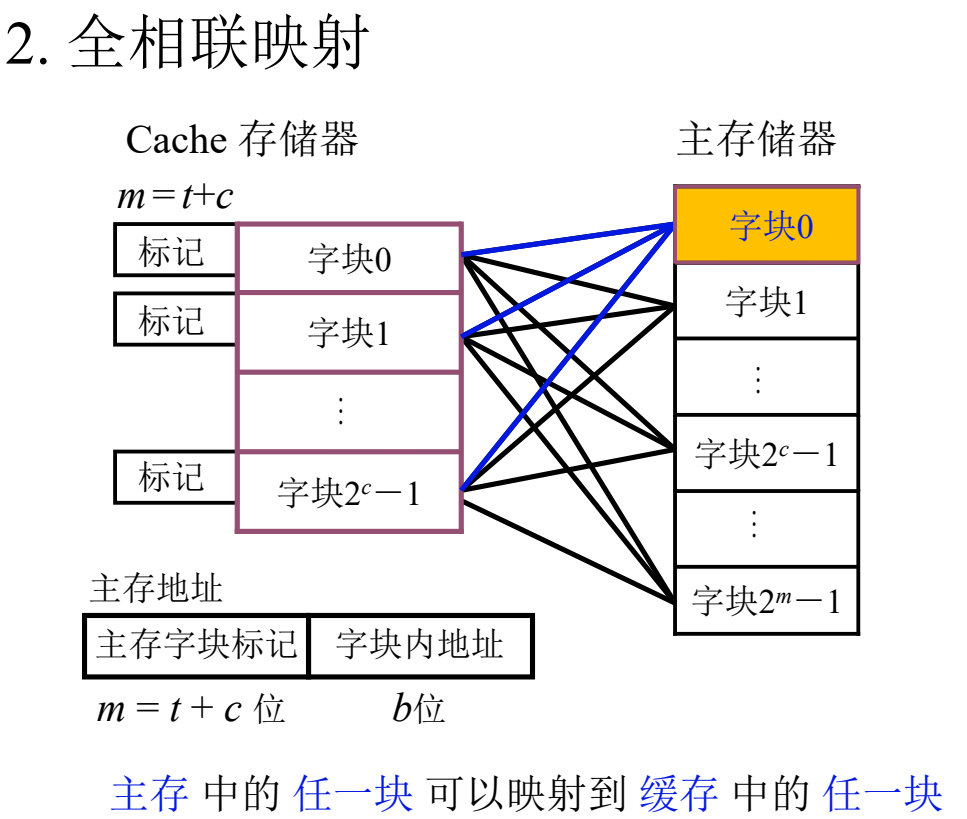 2. 全相联映射
Cache 存储器
主存储器
m = t+c
标记
字块0
标记
字块1
⋮
标记
字块2ᶜ－1
字块0
字块1
⋮
字块2ᶜ－1
⋮
字块2ᵐ－1
主存地址
主存字块标记 字块内地址
m = t + c 位 b位
主存 中的 任一块 可以映射到 缓存 中的 任一块